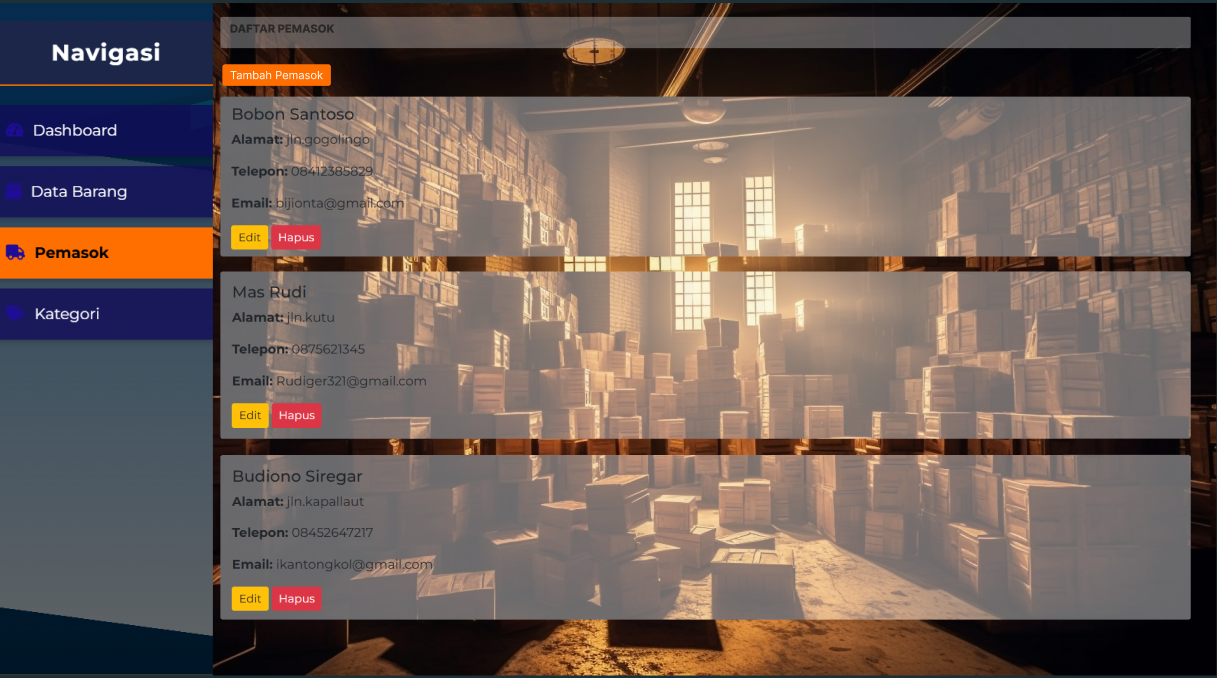 Navigasi
Dashboard
Data Barang
Pemasok
Kategori
DAFTAR PEMASOK
Tambah Pemasok
Bobon Santoso
Alamat: jln.gogolingo
Telepon: 08412385829
Email: bijionta@gmail.com
Edit Hapus
Mas Rudi
Alamat: jln.kutu
Telepon: 0875621345
Email: Rudiger321@gmail.com
Edit Hapus
Budiono Siregar
Alamat: jln.kapallaut
Telepon: 08452647217
Email: ikantongkol@gmail.com
Edit Hapus